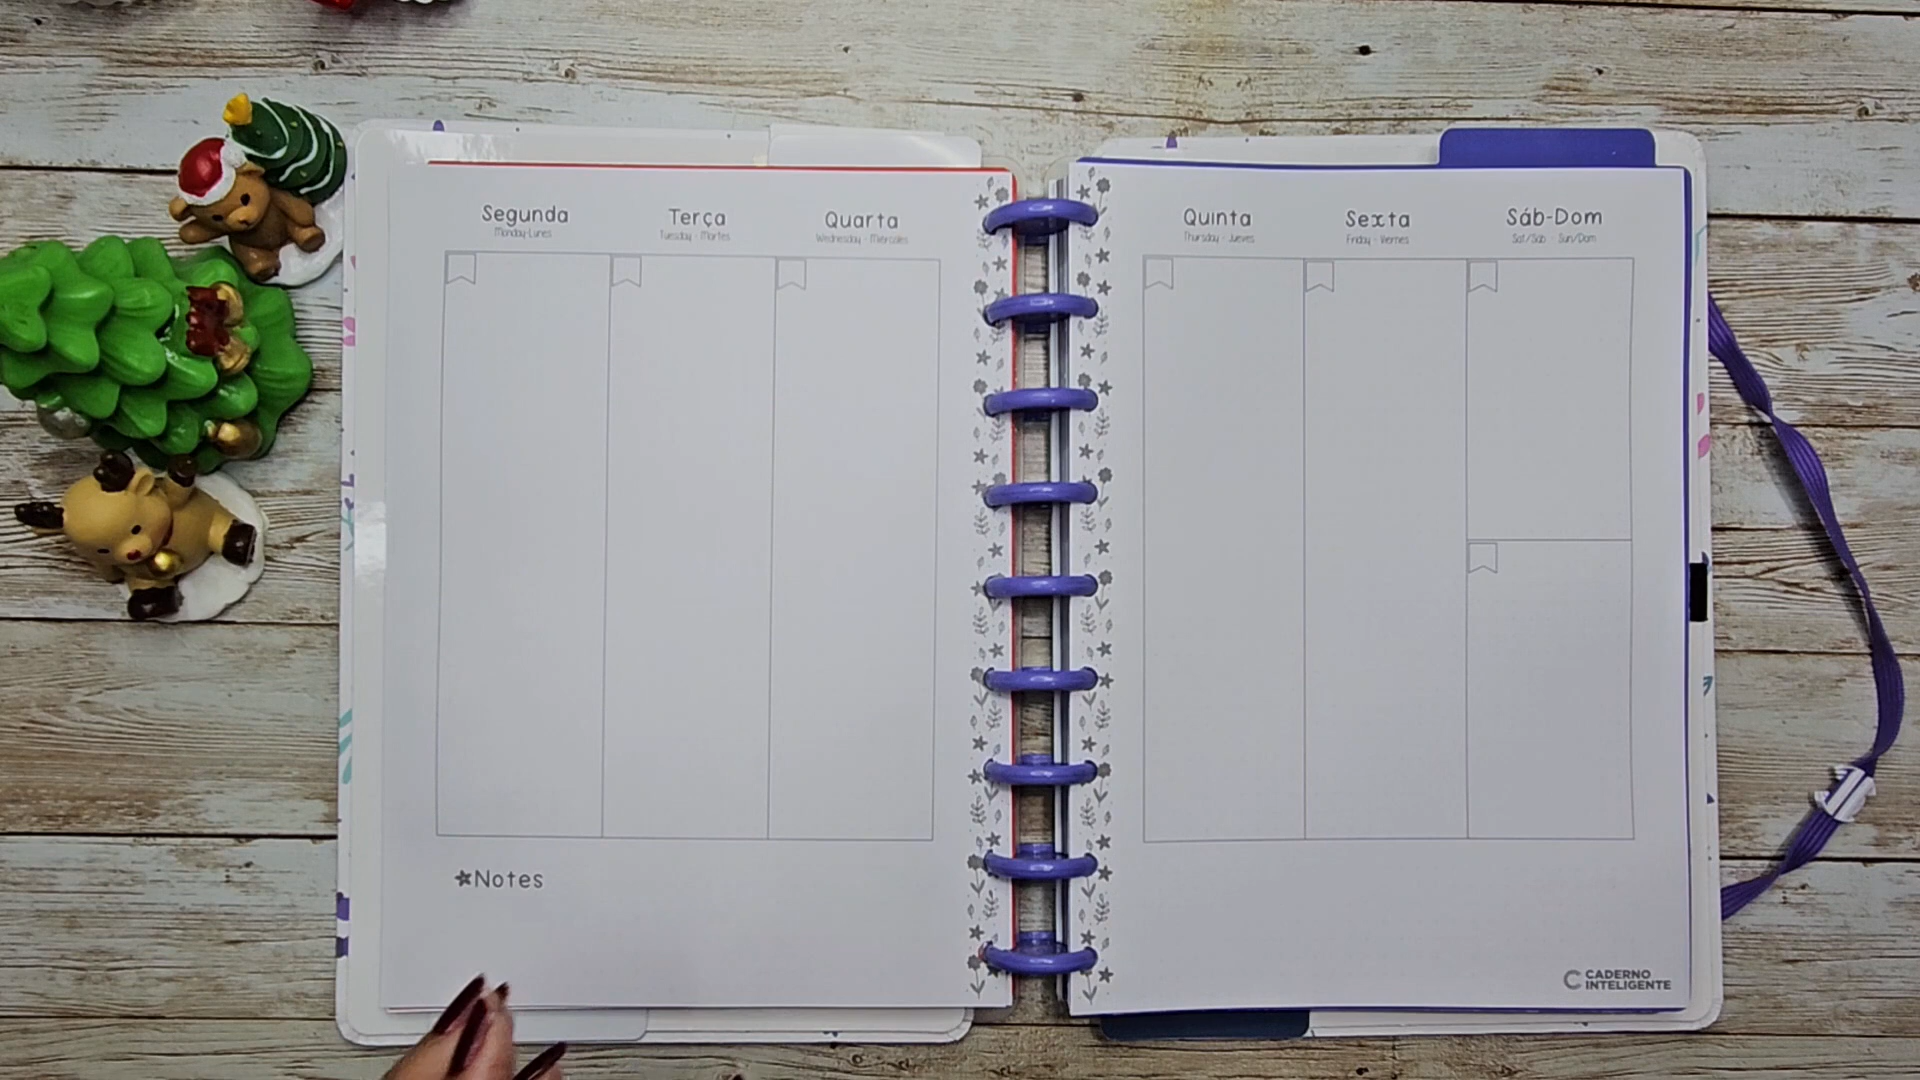 Segunda
Monday-Lunes
Terça
Tuesday - Martes
Quarta
Wednesday - Miércoles
Quinta
Thursday - Jueves
Sexta
Friday - Viernes
Sáb-Dom
Sat/Sáb - Sun/Dom
Notes
CADERNO
INTELIGENTE